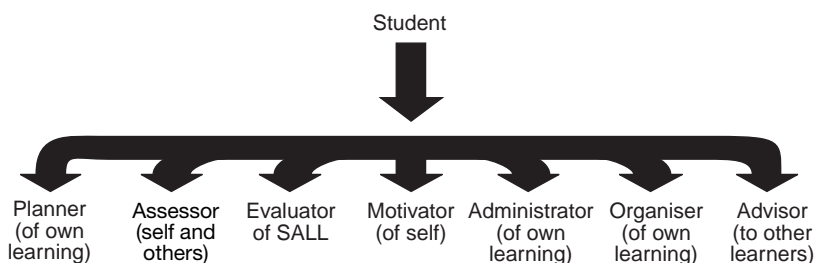 Student
Planner
(of own
learning)
Assessor
(self and
others)
Evaluator
of SALL
Motivator
(of self)
Administrator
(of own
learning)
Organiser
(of own
learning)
Advisor
(to other
learners)